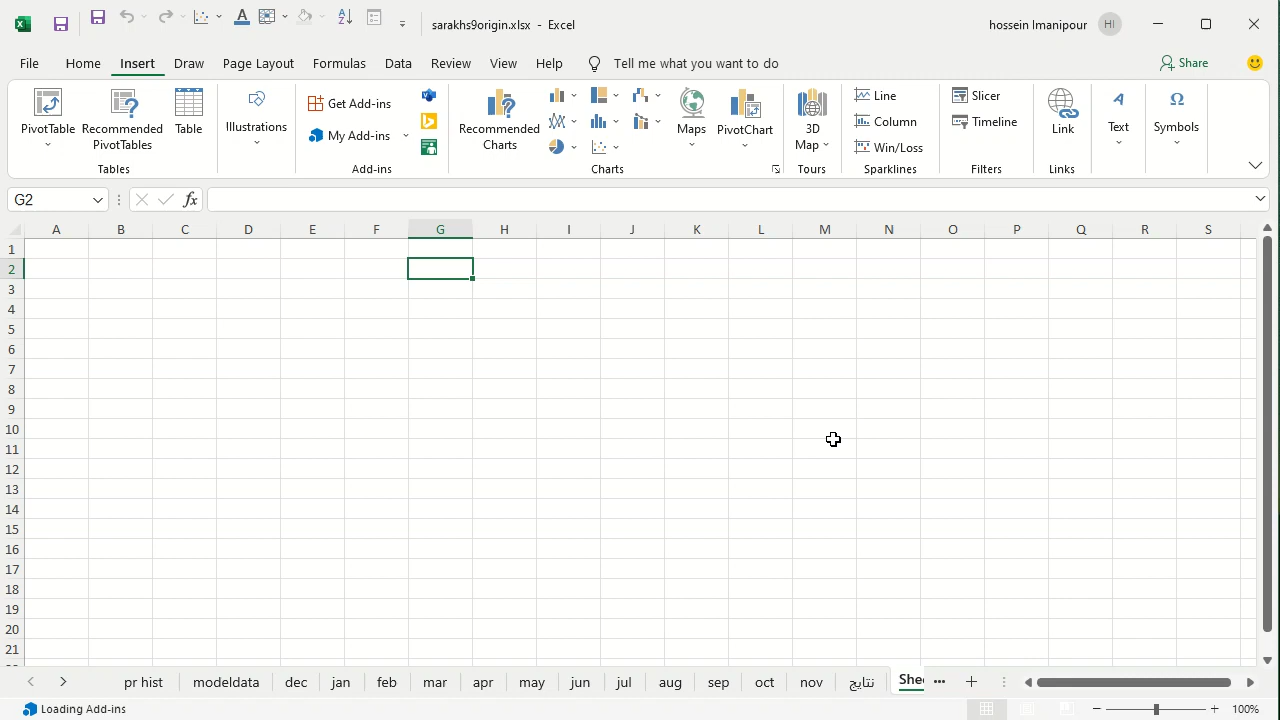 sarakhs9origin.xlsx - Excel
hossein Imanipour HI
File Home Insert Draw Page Layout Formulas Data Review View Help Tell me what you want to do Share
PivotTable
Recommended PivotTables
Table
Tables
Illustrations
Get Add-ins
My Add-ins
Add-ins
Recommended Charts
Maps
PivotChart
Charts
3D Map
Tours
Line
Column
Win/Loss
Sparklines
Slicer
Timeline
Filters
Link
Links
Text
Symbols
G2 fx
A B C D E F G H I J K L M N O P Q R S
1
2
3
4
5
6
7
8
9
10
11
12
13
14
15
16
17
18
19
20
21
pr hist modeldata dec jan feb mar apr may jun jul aug sep oct nov نتایج Shee
Loading Add-ins 100%